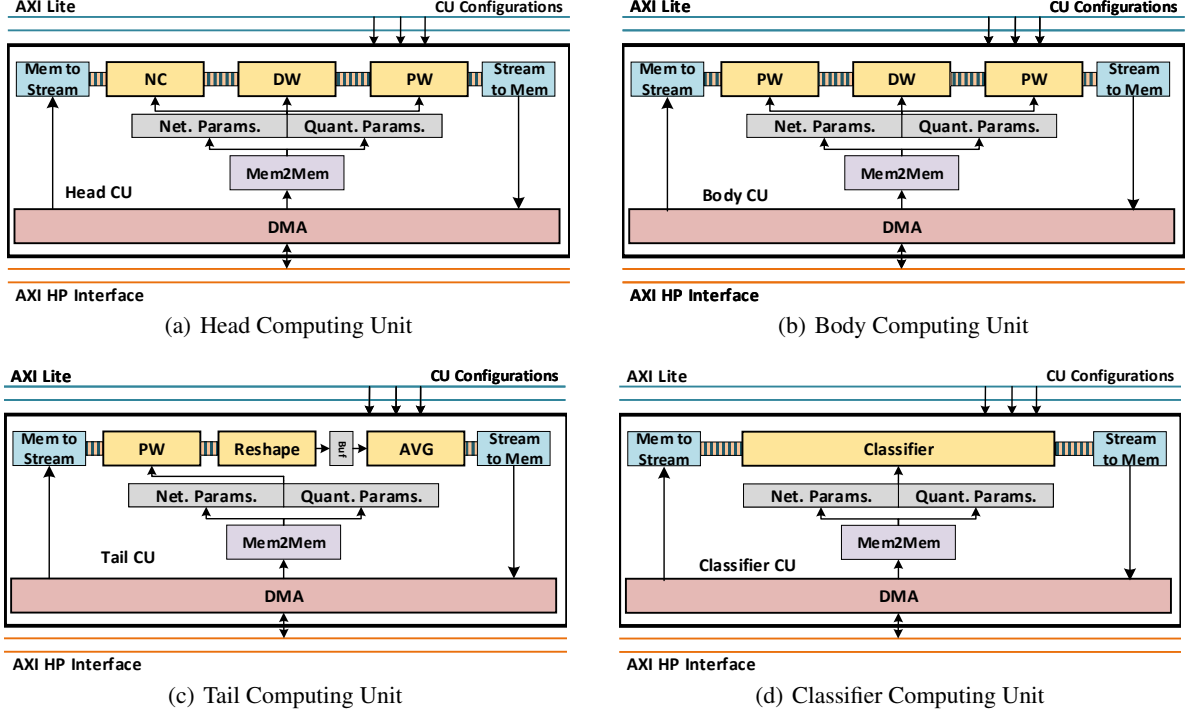 AXI Lite
CU Configurations
Mem to Stream
NC
DW
PW
Stream to Mem
Net. Params.
Quant. Params.
Mem2Mem
Head CU
DMA
AXI HP Interface
(a) Head Computing Unit
AXI Lite
CU Configurations
Mem to Stream
PW
DW
PW
Stream to Mem
Net. Params.
Quant. Params.
Mem2Mem
Body CU
DMA
AXI HP Interface
(b) Body Computing Unit
AXI Lite
CU Configurations
Mem to Stream
PW
Reshape
Buf
AVG
Stream to Mem
Net. Params.
Quant. Params.
Mem2Mem
Tail CU
DMA
AXI HP Interface
(c) Tail Computing Unit
AXI Lite
CU Configurations
Mem to Stream
Classifier
Stream to Mem
Net. Params.
Quant. Params.
Mem2Mem
Classifier CU
DMA
AXI HP Interface
(d) Classifier Computing Unit